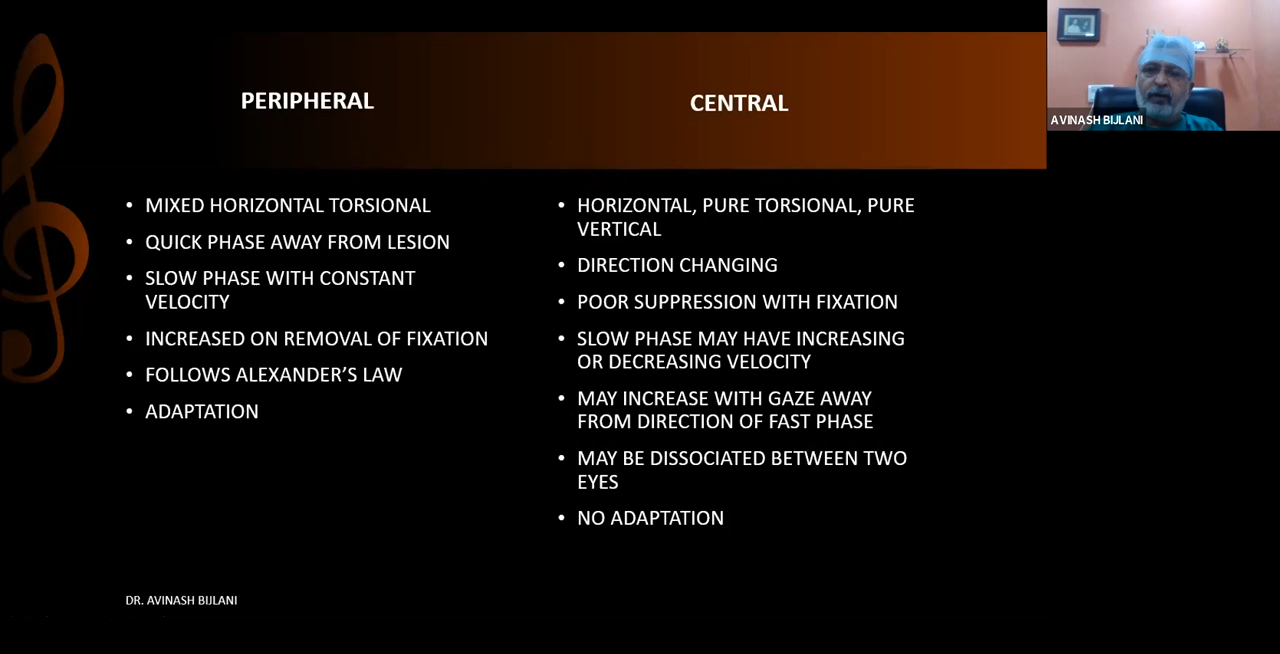 PERIPHERAL
CENTRAL
AVINASH BIJLANI
• MIXED HORIZONTAL TORSIONAL
• QUICK PHASE AWAY FROM LESION
• SLOW PHASE WITH CONSTANT
VELOCITY
• INCREASED ON REMOVAL OF FIXATION
• FOLLOWS ALEXANDER'S LAW
• ADAPTATION
• HORIZONTAL, PURE TORSIONAL, PURE
VERTICAL
• DIRECTION CHANGING
• POOR SUPPRESSION WITH FIXATION
• SLOW PHASE MAY HAVE INCREASING
OR DECREASING VELOCITY
• MAY INCREASE WITH GAZE AWAY
FROM DIRECTION OF FAST PHASE
• MAY BE DISSOCIATED BETWEEN TWO
EYES
• NO ADAPTATION
DR. AVINASH BIJLANI